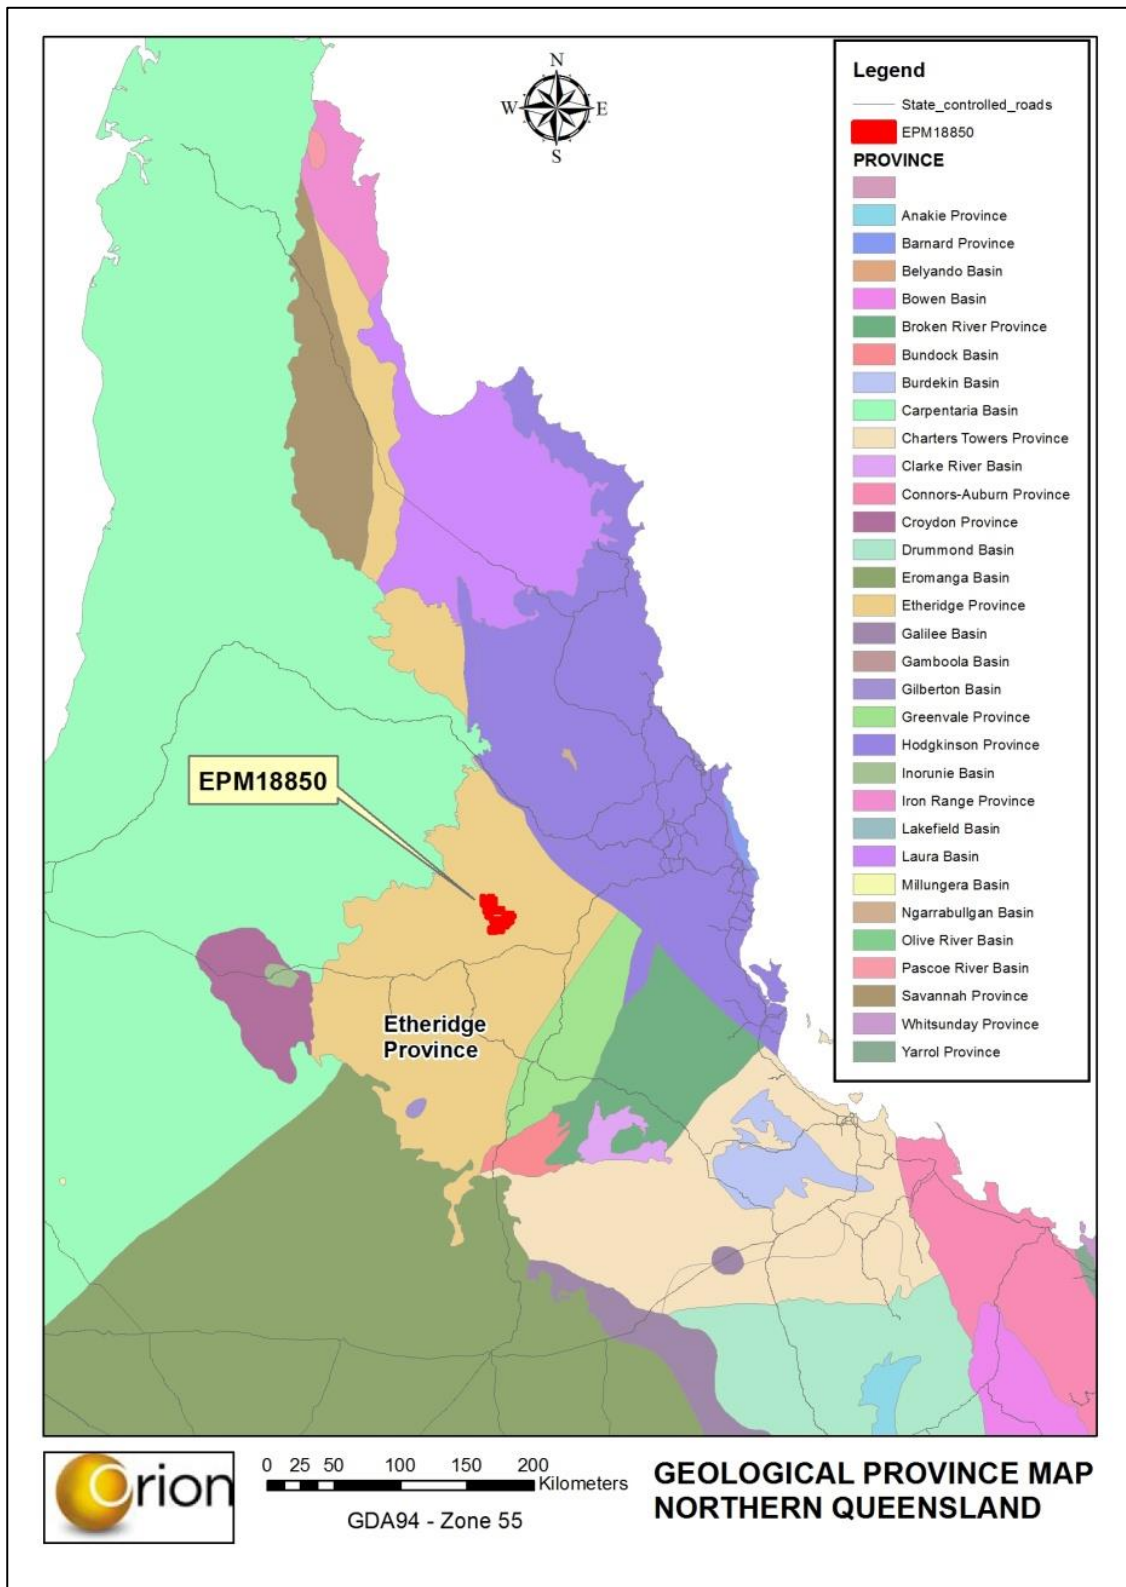 N
W E
S
Legend
State_controlled_roads
EPM18850
PROVINCE
Anakie Province
Barnard Province
Belyando Basin
Bowen Basin
Broken River Province
Bundock Basin
Burdekin Basin
Carpentaria Basin
Charters Towers Province
Clarke River Basin
Connors-Auburn Province
Croydon Province
Drummond Basin
Eromanga Basin
Etheridge Province
Galilee Basin
Gamboola Basin
Gilberton Basin
Greenvale Province
Hodgkinson Province
Inorunie Basin
Iron Range Province
Lakefield Basin
Laura Basin
Millungera Basin
Ngarrabullgan Basin
Olive River Basin
Pascoe River Basin
Savannah Province
Whitsunday Province
Yarrol Province
EPM18850
Etheridge
Province
Orion
0 25 50 100 150 200
Kilometers
GDA94 - Zone 55
GEOLOGICAL PROVINCE MAP
NORTHERN QUEENSLAND